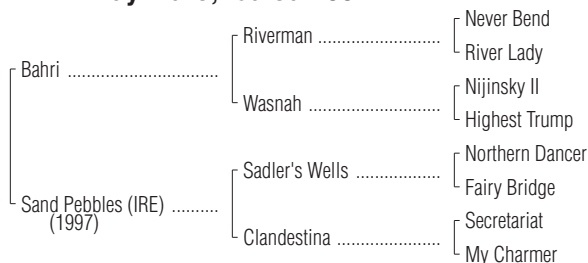 Never Bend
Riverman ....................
River Lady
Bahri ..............................
Nijinsky II
Wasnah ..........................
Highest Trump
Northern Dancer
Sadler's Wells ................
Fairy Bridge
Sand Pebbles (IRE) .........
(1997)
Secretariat
Clandestina ....................
My Charmer